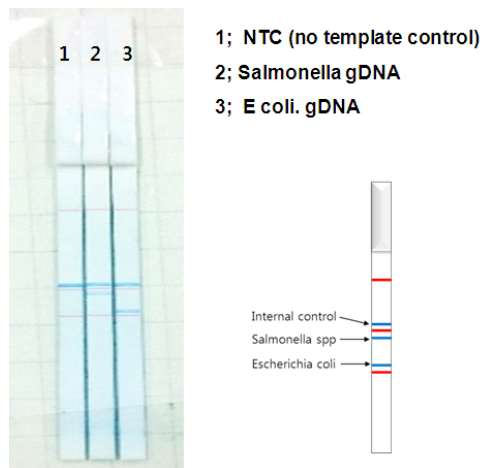 1 2 3
1; NTC (no template control)
2; Salmonella gDNA
3; E coli. gDNA
Internal control
Salmonella spp
Escherichia coli